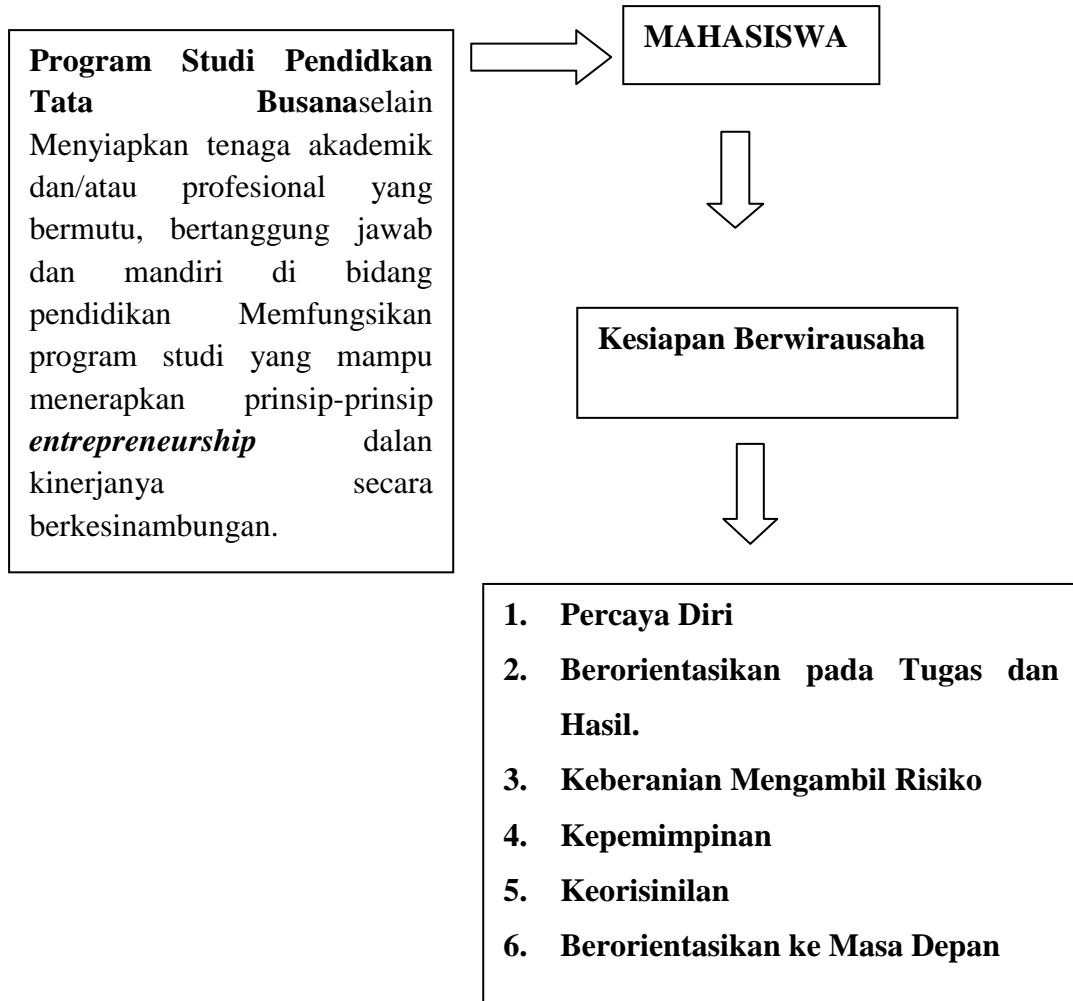 Program Studi Pendidkan
Tata Busanaselain
Menyiapkan tenaga akademik
dan/atau profesional yang
bermutu, bertanggung jawab
dan mandiri di bidang
pendidikan Memfungsikan
program studi yang mampu
menerapkan prinsip-prinsip
entrepreneurship dalan
kinerjanya secara
berkesinambungan.
MAHASISWA
Kesiapan Berwirausaha
1. Percaya Diri
2. Berorientasikan pada Tugas dan
Hasil.
3. Keberanian Mengambil Risiko
4. Kepemimpinan
5. Keorisinilan
6. Berorientasikan ke Masa Depan